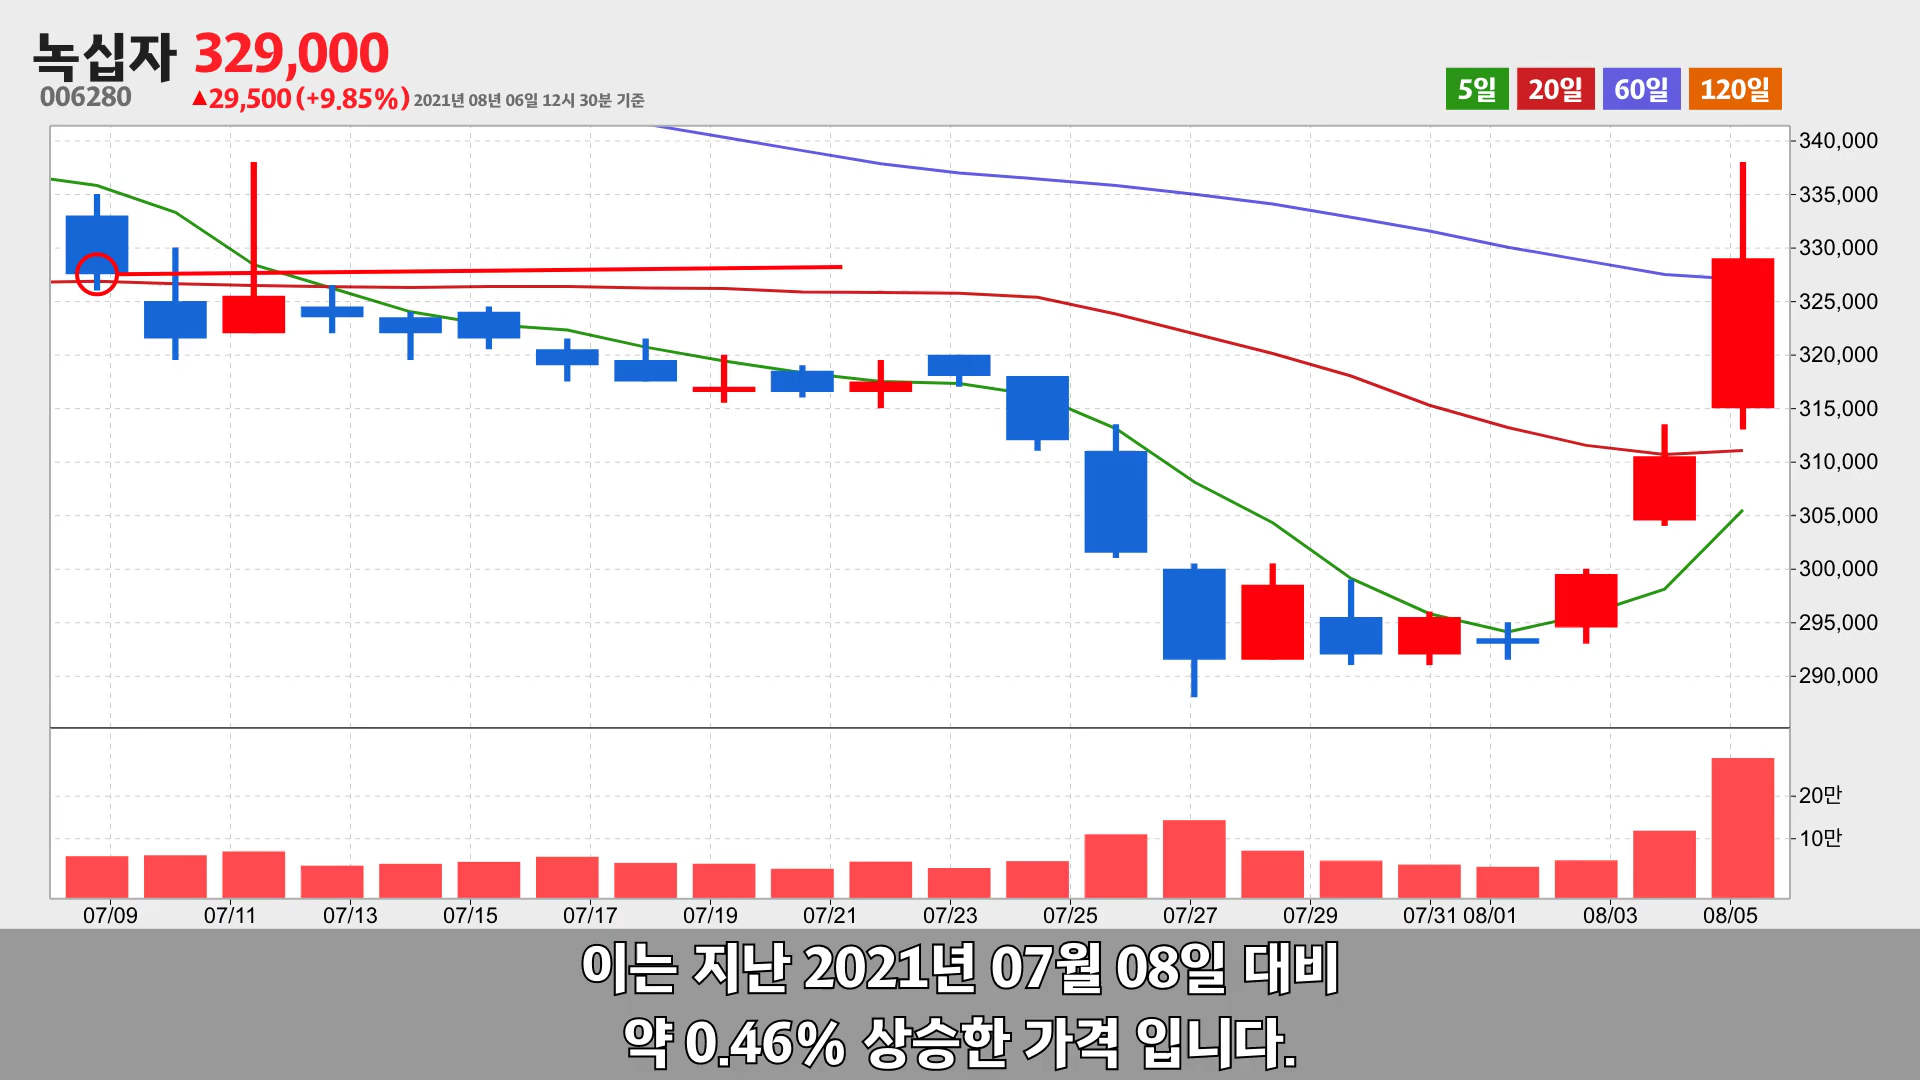 녹십자 329,000
006280 ▲29,500 (+9.85%) 2021년 08월 06일 12시 30분 기준
5일 20일 60일 120일
340,000
335,000
330,000
325,000
320,000
315,000
310,000
305,000
300,000
295,000
290,000
20만
10만
07/09 07/11 07/13 07/15 07/17 07/19 07/21 07/23 07/25 07/27 07/29 07/31 08/01 08/03 08/05
이는 지난 2021년 07월 08일 대비
약 0.46% 상승한 가격 입니다.